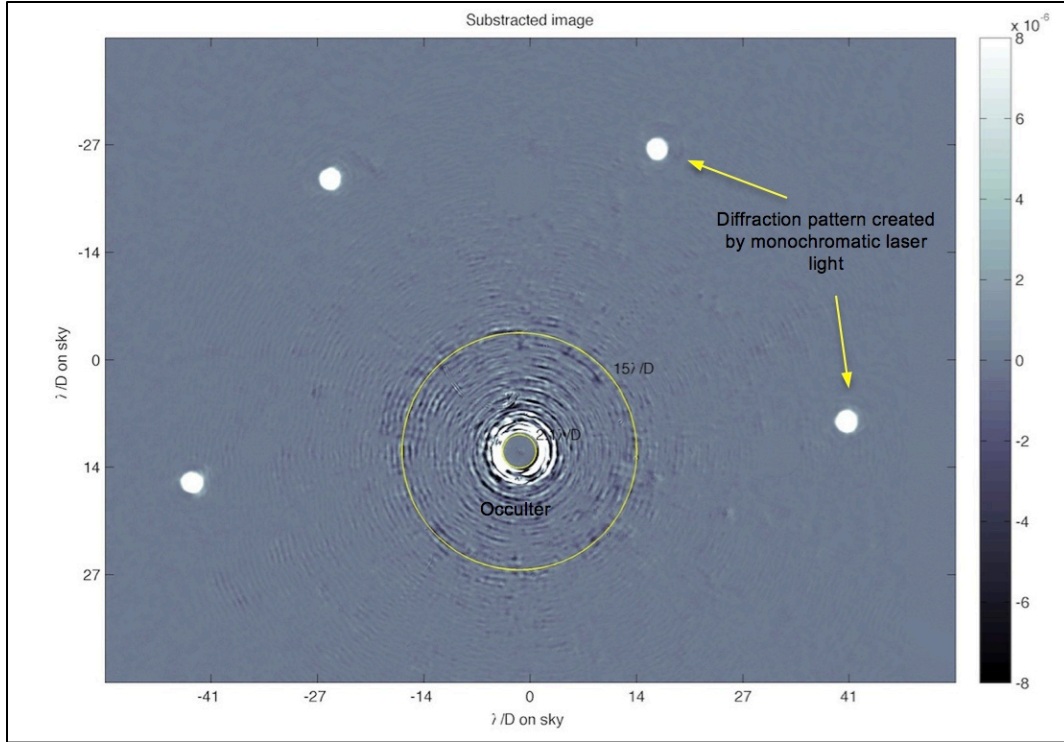 Substracted image
x 10⁻⁶
8
6
4
2
0
-2
-4
-6
-8
-27
-14
0
14
27
λ/D on sky
Diffraction pattern created
by monochromatic laser
light
15λ/D
2.1λ/D
Occulter
-41
-27
-14
0
14
27
41
λ/D on sky